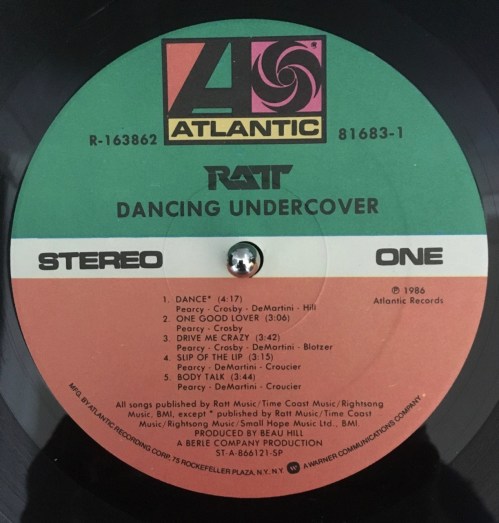 ATLANTIC
R-163862
81683-1
RATT
DANCING UNDERCOVER
STEREO
ONE
℗ 1986
Atlantic Records
1. DANCE* (4:17)
Pearcy - Crosby - DeMartini - Hill
2. ONE GOOD LOVER (3:06)
Pearcy - Crosby
3. DRIVE ME CRAZY (3:42)
Pearcy - Crosby - DeMartini - Blotzer
4. SLIP OF THE LIP (3:15)
Pearcy - DeMartini - Croucier
5. BODY TALK (3:44)
Pearcy - DeMartini - Croucier
All songs published by Ratt Music/Time Coast Music/Rightsong
Music, BMI, except * published by Ratt Music/Time Coast
Music/Rightsong Music/Small Hope Music Ltd., BMI.
PRODUCED BY BEAU HILL
A BERLE COMPANY PRODUCTION
ST-A-866121-SP
MFG. BY ATLANTIC RECORDING CORP., 75 ROCKEFELLER PLAZA, N.Y. N.Y. A WARNER COMMUNICATIONS COMPANY